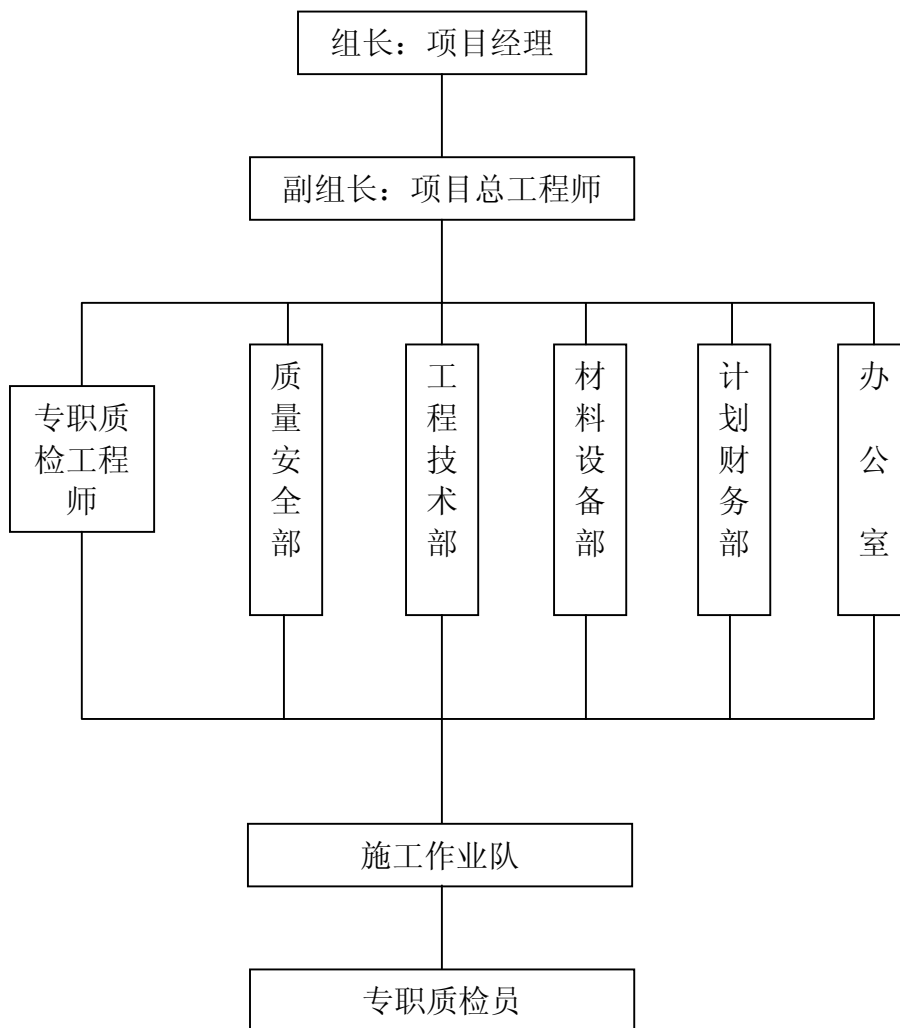 组长：项目经理
副组长：项目总工程师
专职质
检工程
师
质量安全部
工程技术部
材料设备部
计划财务部
办公室
施工作业队
专职质检员